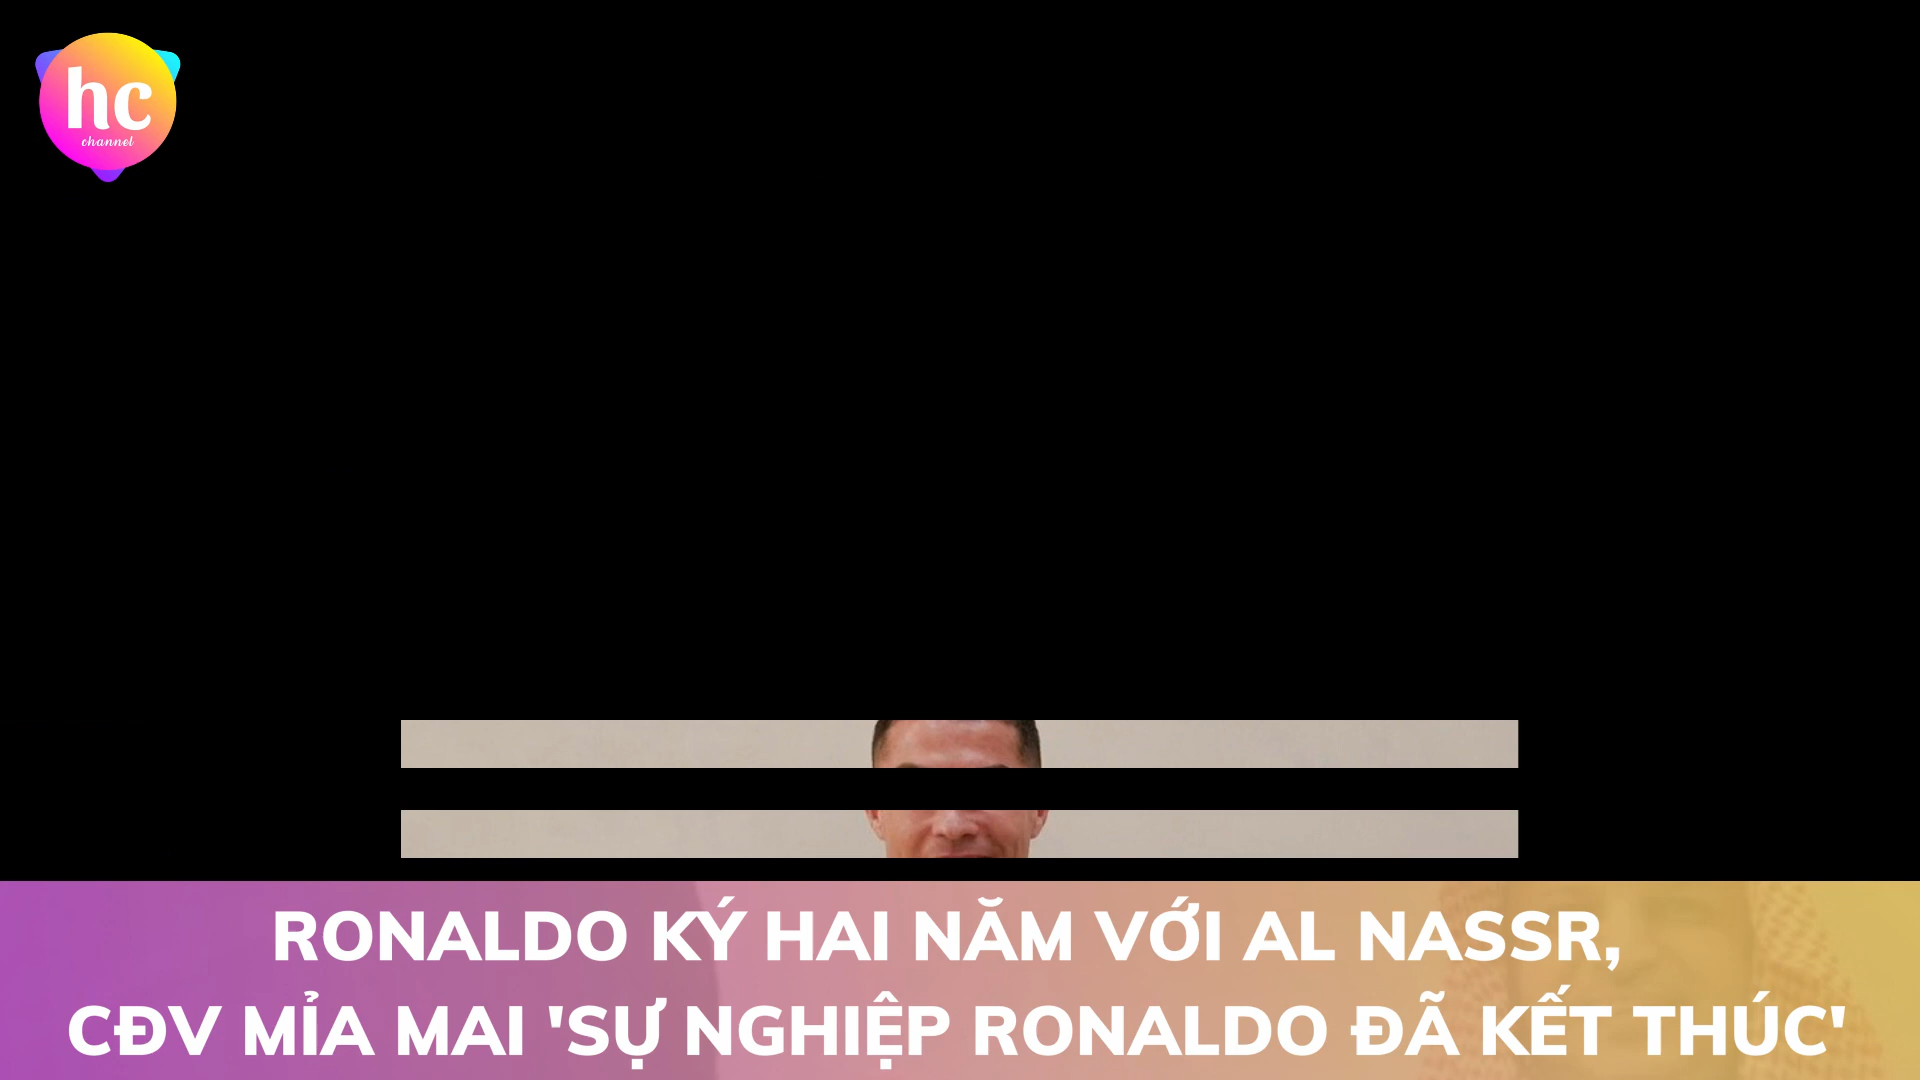 hc
channel
RONALDO KÝ HAI NĂM VỚI AL NASSR,
CĐV MỈA MAI 'SỰ NGHIỆP RONALDO ĐÃ KẾT THÚC'